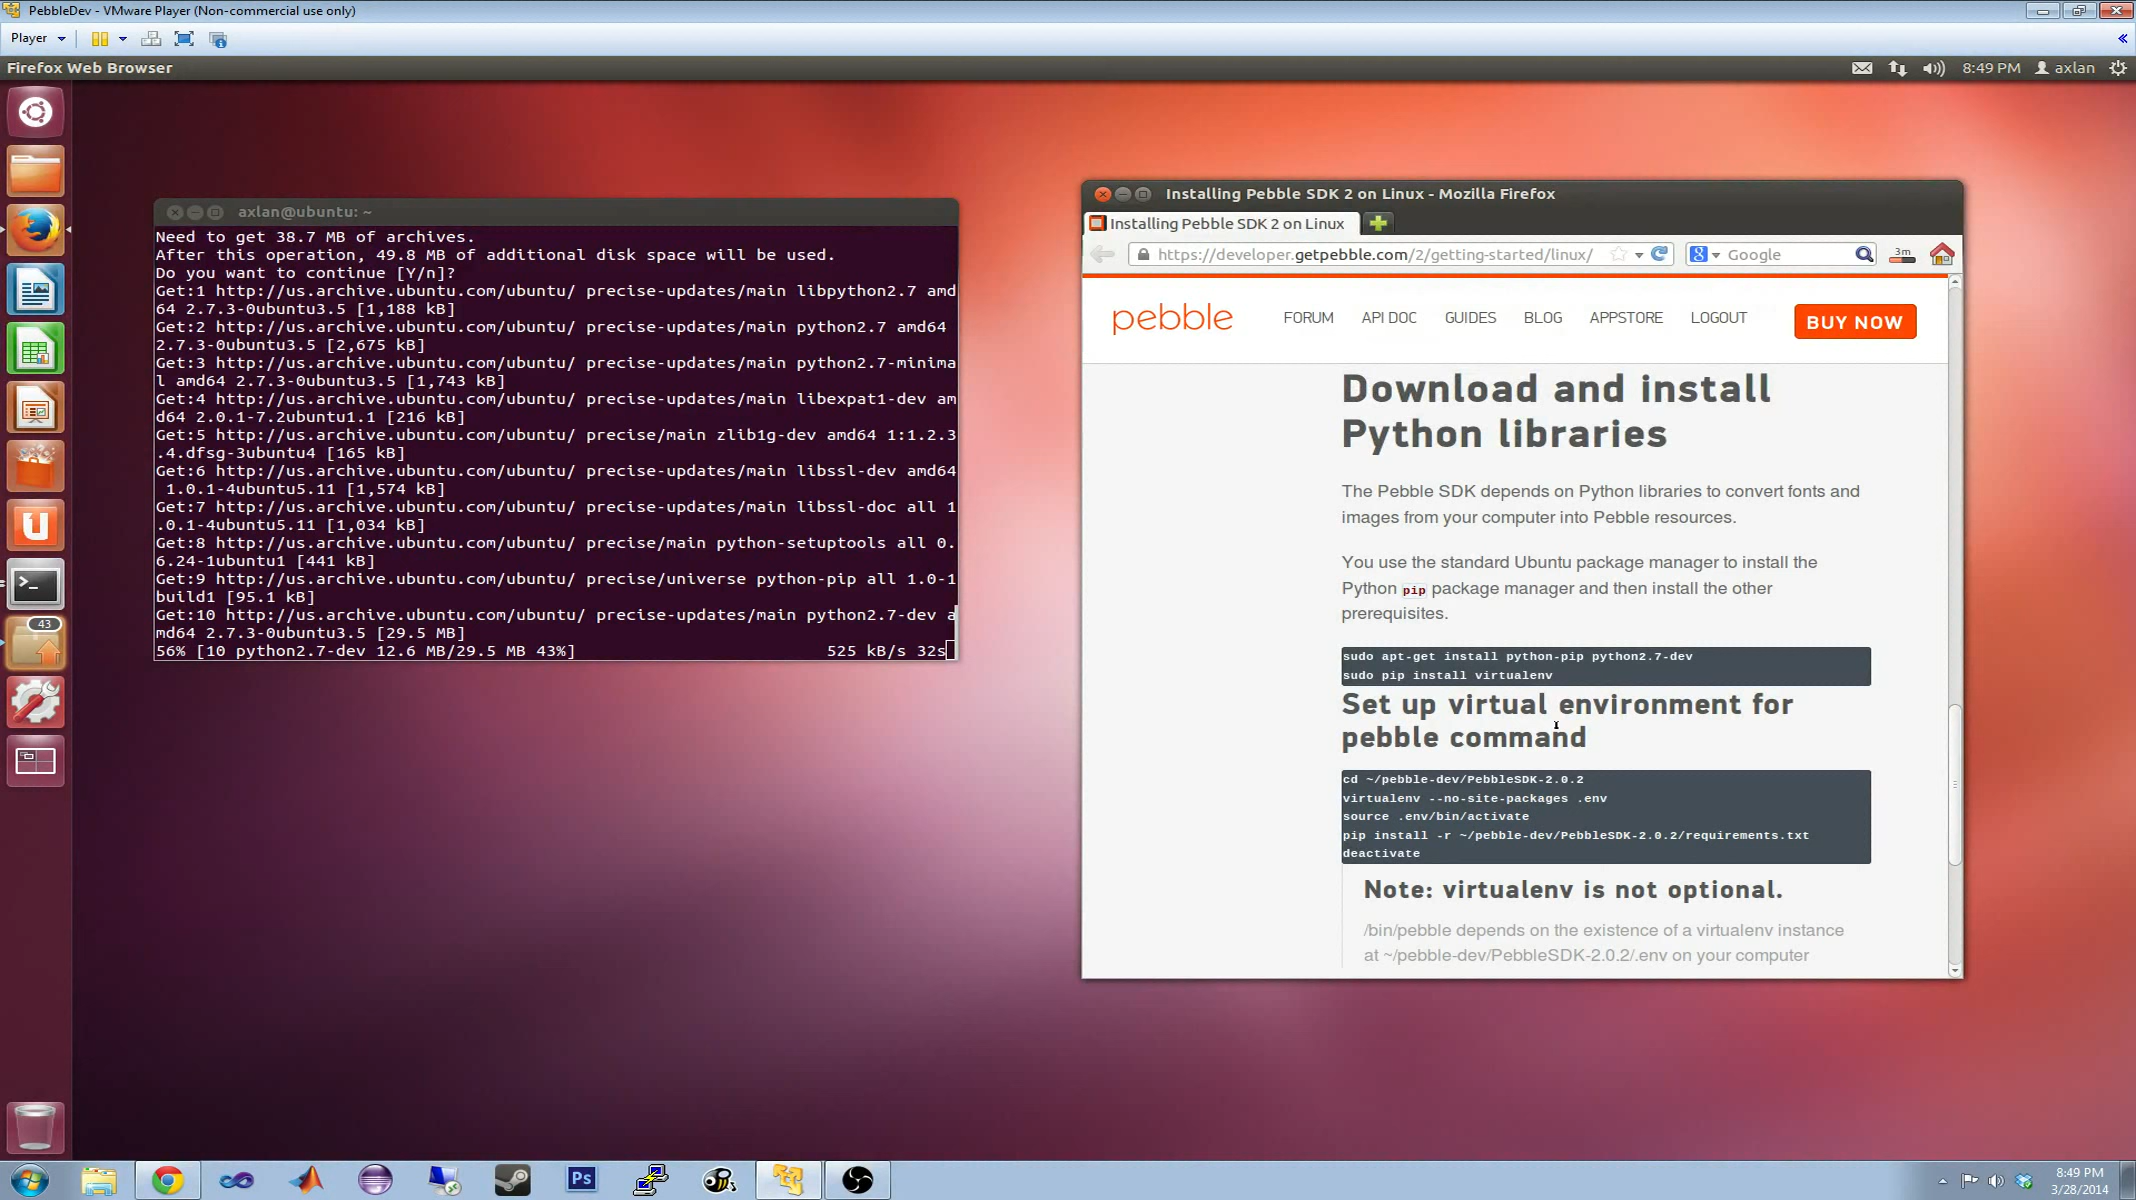 PebbleDev - VMware Player (Non-commercial use only)
Player
Firefox Web Browser
8:49 PM
axlan
axlan@ubuntu: ~
Need to get 38.7 MB of archives.
After this operation, 49.8 MB of additional disk space will be used.
Do you want to continue [Y/n]?
Get:1 http://us.archive.ubuntu.com/ubuntu/ precise-updates/main libpython2.7 amd
64 2.7.3-0ubuntu3.5 [1,188 kB]
Get:2 http://us.archive.ubuntu.com/ubuntu/ precise-updates/main python2.7 amd64
2.7.3-0ubuntu3.5 [2,675 kB]
Get:3 http://us.archive.ubuntu.com/ubuntu/ precise-updates/main python2.7-minima
l amd64 2.7.3-0ubuntu3.5 [1,743 kB]
Get:4 http://us.archive.ubuntu.com/ubuntu/ precise-updates/main libexpat1-dev am
d64 2.0.1-7.2ubuntu1.1 [216 kB]
Get:5 http://us.archive.ubuntu.com/ubuntu/ precise/main zlib1g-dev amd64 1:1.2.3
.4.dfsg-3ubuntu4 [165 kB]
Get:6 http://us.archive.ubuntu.com/ubuntu/ precise-updates/main libssl-dev amd64
1.0.1-4ubuntu5.11 [1,574 kB]
Get:7 http://us.archive.ubuntu.com/ubuntu/ precise-updates/main libssl-doc all 1
.0.1-4ubuntu5.11 [1,034 kB]
Get:8 http://us.archive.ubuntu.com/ubuntu/ precise/main python-setuptools all 0.
6.24-1ubuntu1 [441 kB]
Get:9 http://us.archive.ubuntu.com/ubuntu/ precise/universe python-pip all 1.0-1
build1 [95.1 kB]
Get:10 http://us.archive.ubuntu.com/ubuntu/ precise-updates/main python2.7-dev a
md64 2.7.3-0ubuntu3.5 [29.5 MB]
56% [10 python2.7-dev 12.6 MB/29.5 MB 43%] 525 kB/s 32s
43
Installing Pebble SDK 2 on Linux - Mozilla Firefox
Installing Pebble SDK 2 on Linux
https://developer.getpebble.com/2/getting-started/linux/
Google
3m
pebble
FORUM
API DOC
GUIDES
BLOG
APPSTORE
LOGOUT
BUY NOW
Download and install
Python libraries
The Pebble SDK depends on Python libraries to convert fonts and
images from your computer into Pebble resources.
You use the standard Ubuntu package manager to install the
Python pip package manager and then install the other
prerequisites.
sudo apt-get install python-pip python2.7-dev
sudo pip install virtualenv
Set up virtual environment for
pebble command
cd ~/pebble-dev/PebbleSDK-2.0.2
virtualenv --no-site-packages .env
source .env/bin/activate
pip install -r ~/pebble-dev/PebbleSDK-2.0.2/requirements.txt
deactivate
Note: virtualenv is not optional.
/bin/pebble depends on the existence of a virtualenv instance
at ~/pebble-dev/PebbleSDK-2.0.2/.env on your computer
Ps
8:49 PM
3/28/2014